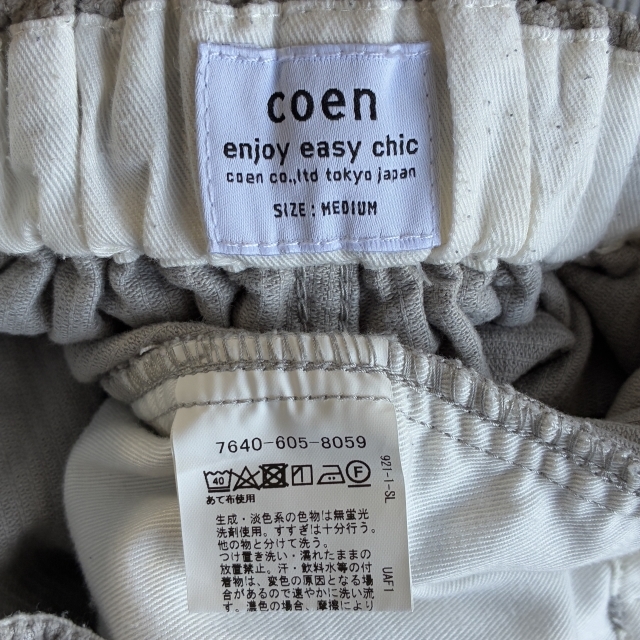 coen
enjoy easy chic
coen co.,ltd tokyo japan
SIZE : MEDIUM
7640-605-8059
40
F
あて布使用
生成・淡色系の色物は無蛍光
洗剤使用。すすぎは十分行う。
他の物と分けて洗う。
つけ置き洗い・濡れたままの
放置禁止。汗・飲料水等の付
着物は、変色の原因となる場
合があるので速やかに洗い流
す。濃色の場合、摩擦により
921-I-SL
UAF1